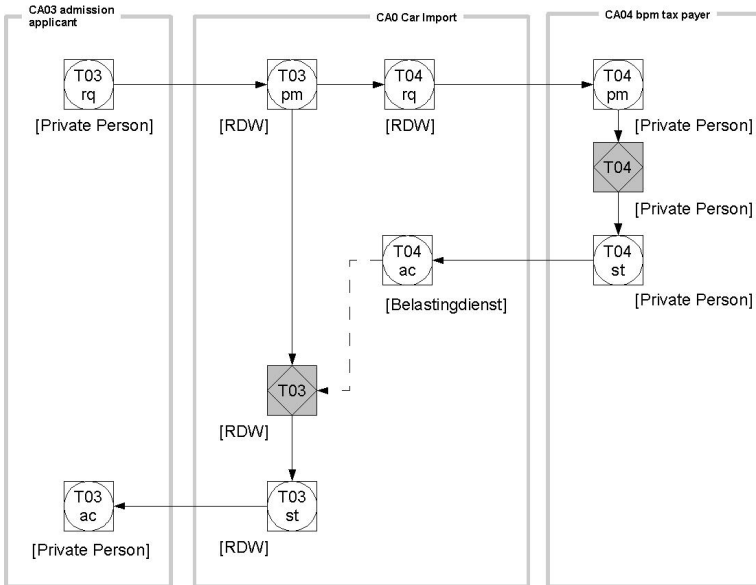 CA03 admission
applicant
CA0 Car Import
CA04 bpm tax payer
T03
rq
T03
pm
T04
rq
T04
pm
[Private Person]
[RDW]
[RDW]
[Private Person]
T04
[Private Person]
T04
ac
T04
st
[Belastingdienst]
[Private Person]
T03
[RDW]
T03
ac
T03
st
[Private Person]
[RDW]